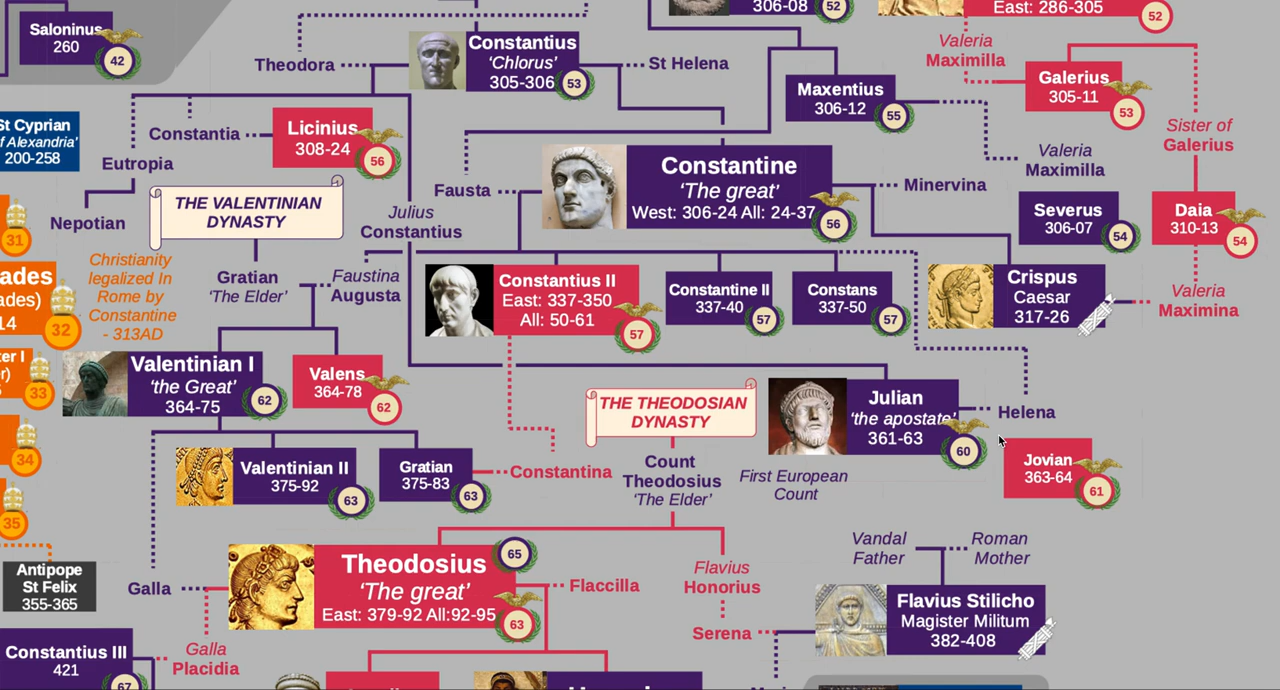 306-08
52
East: 286-305
52
Saloninus
260
42
Theodora
Constantius
'Chlorus'
305-306
53
St Helena
Valeria
Maximilla
Galerius
305-11
53
Maxentius
306-12
55
St Cyprian
of Alexandria'
200-258
Constantia
Licinius
308-24
56
Eutropia
Sister of
Galerius
Valeria
Maximilla
Constantine
'The great'
West: 306-24 All: 24-37
56
Fausta
Minervina
THE VALENTINIAN
DYNASTY
Nepotian
Julius
Constantius
Severus
306-07
54
Daia
310-13
54
31
Christianity
legalized In
Rome by
Constantine
- 313AD
Gratian
'The Elder'
Faustina
Augusta
Constantius II
East: 337-350
All: 50-61
57
Constantine II
337-40
57
Constans
337-50
57
Crispus
Caesar
317-26
Valeria
Maximina
ades
ades)
14
32
ter I
r)
33
Valentinian I
'the Great'
364-75
62
Valens
364-78
62
THE THEODOSIAN
DYNASTY
Julian
'the apostate'
361-63
60
Helena
34
Valentinian II
375-92
63
Gratian
375-83
63
Constantina
Count
Theodosius
'The Elder'
First European
Count
Jovian
363-64
61
35
Antipope
St Felix
355-365
Galla
Theodosius
'The great'
East: 379-92 All:92-95
65
63
Flaccilla
Flavius
Honorius
Serena
Vandal
Father
Roman
Mother
Flavius Stilicho
Magister Militum
382-408
Constantius III
421
67
Galla
Placidia